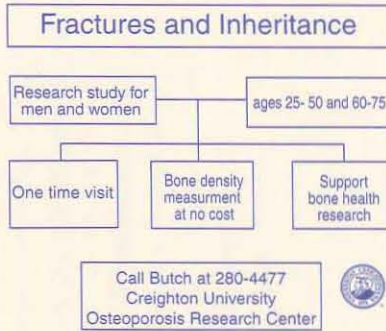 Fractures and Inheritance
Research study for
men and women
ages 25- 50 and 60-75
One time visit
Bone density
measurment
at no cost
Support
bone health
research
Call Butch at 280-4477
Creighton University
Osteoporosis Research Center